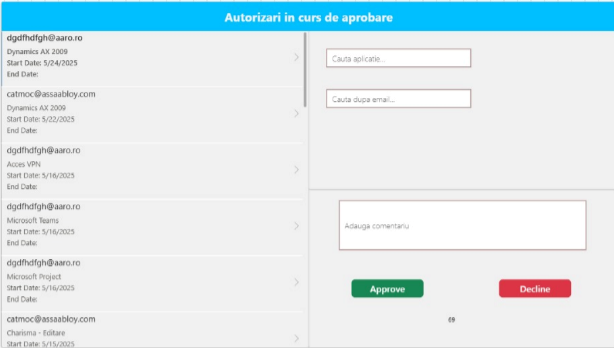 Autorizari in curs de aprobare
dgdfhdfgh@aaro.ro
Dynamics AX 2009
Start Date: 5/24/2025
End Date:
catmoc@assaabloy.com
Dynamics AX 2009
Start Date: 5/22/2025
End Date:
dgdfhdfgh@aaro.ro
Acces VPN
Start Date: 5/16/2025
End Date:
dgdfhdfgh@aaro.ro
Microsoft Teams
Start Date: 5/16/2025
End Date:
dgdfhdfgh@aaro.ro
Microsoft Project
Start Date: 5/16/2025
End Date:
catmoc@assaabloy.com
Charisma - Editare
Start Date: 5/15/2025
Cauta aplicatie...
Cauta dupa email...
Adauga comentariu
Approve
Decline
69